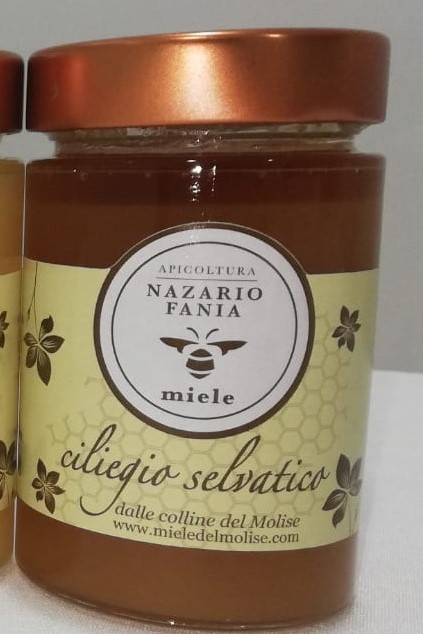 APICOLTURA
NAZARIO
FANIA
miele
ciliegio selvatico
dalle colline del Molise
www.mieledelmolise.com